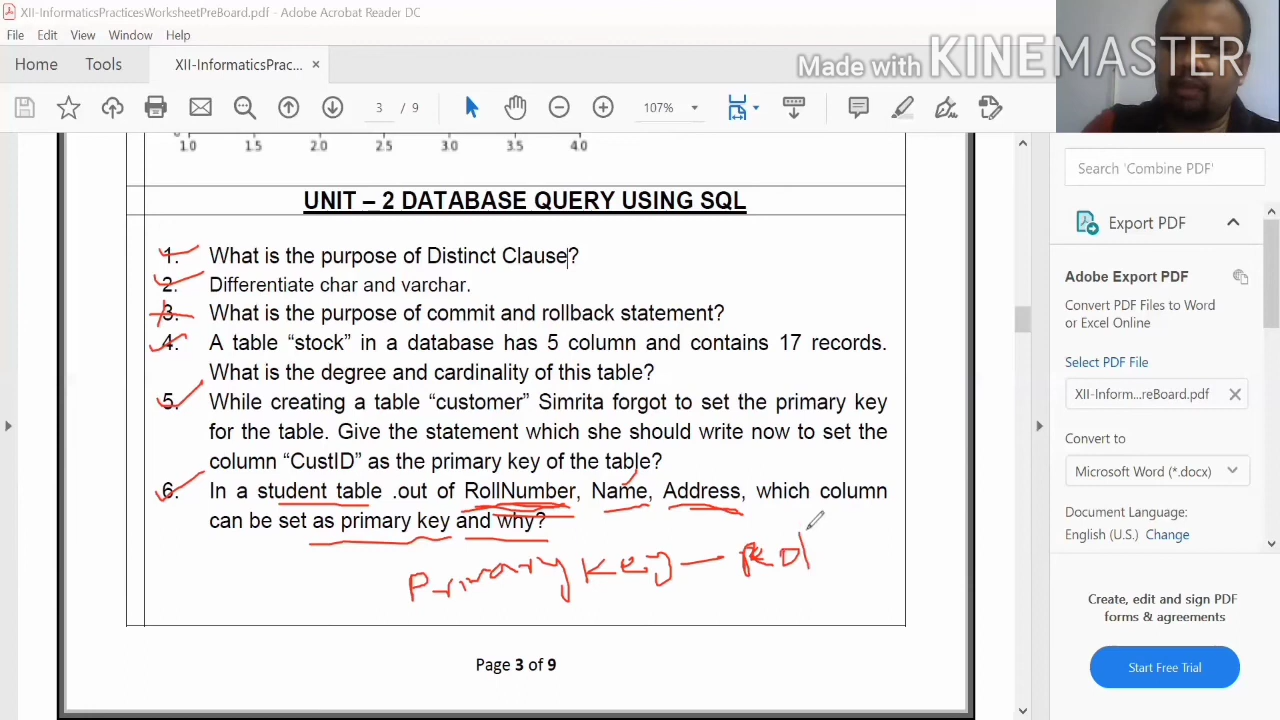 XII-InformaticsPracticesWorksheetPreBoard.pdf - Adobe Acrobat Reader DC
File Edit View Window Help
Made with KINEMASTER
Home Tools XII-InformaticsPrac... ×
3 / 9 107%
1.0 1.5 2.0 2.5 3.0 3.5 4.0
UNIT – 2 DATABASE QUERY USING SQL
1. What is the purpose of Distinct Clause?
2. Differentiate char and varchar.
3. What is the purpose of commit and rollback statement?
4. A table “stock” in a database has 5 column and contains 17 records.
What is the degree and cardinality of this table?
5. While creating a table “customer” Simrita forgot to set the primary key
for the table. Give the statement which she should write now to set the
column “CustID” as the primary key of the table?
6. In a student table .out of RollNumber, Name, Address, which column
can be set as primary key and why?
Primary Key —
Page 3 of 9
Search 'Combine PDF'
Export PDF
Adobe Export PDF
Convert PDF Files to Word
or Excel Online
Select PDF File
XII-Inform...reBoard.pdf
Convert to
Microsoft Word (*.docx)
Document Language:
English (U.S.) Change
Create, edit and sign PDF
forms & agreements
Start Free Trial